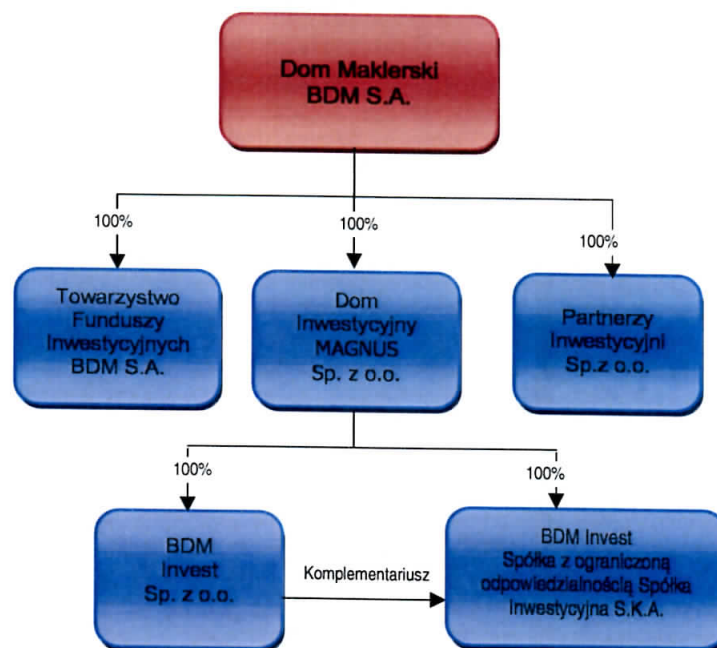 Dom Maklerski
BDM S.A.
100%
100%
100%
Towarzystwo
Funduszy
Inwestycyjnych
BDM S.A.
Dom
Inwestycyjny
MAGNUS
Sp. z o.o.
Partnerzy
Inwestycyjni
Sp.z o.o.
100%
100%
BDM
Invest
Sp. z o.o.
Komplementariusz
BDM Invest
Spółka z ograniczoną
odpowiedzialnością Spółka
Inwestycyjna S.K.A.